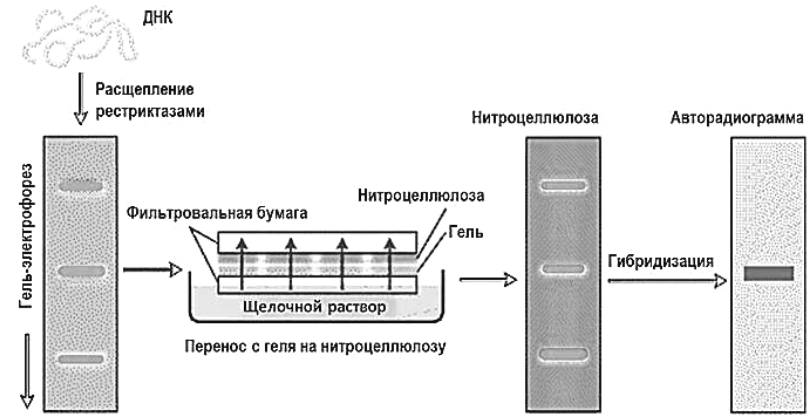 ДНК
Расщепление
рестриктазами
Гель-электрофорез
Фильтровальная бумага
Нитроцеллюлоза
Гель
Щелочной раствор
Перенос с геля на нитроцеллюлозу
Нитроцеллюлоза
Гибридизация
Авторадиограмма